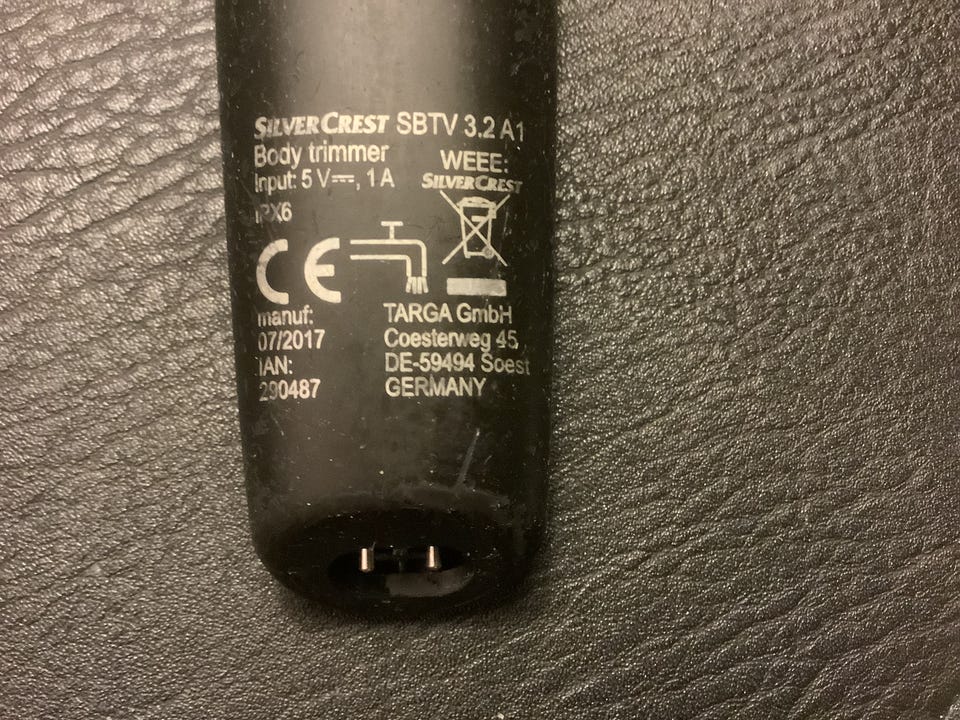 SILVERCREST SBTV 3.2 A1
Body trimmer
Input: 5 V⎓, 1 A
IPX6
WEEE:
SILVERCREST
CE
manuf:
07/2017
IAN:
290487
TARGA GmbH
Coesterweg 45
DE-59494 Soest
GERMANY